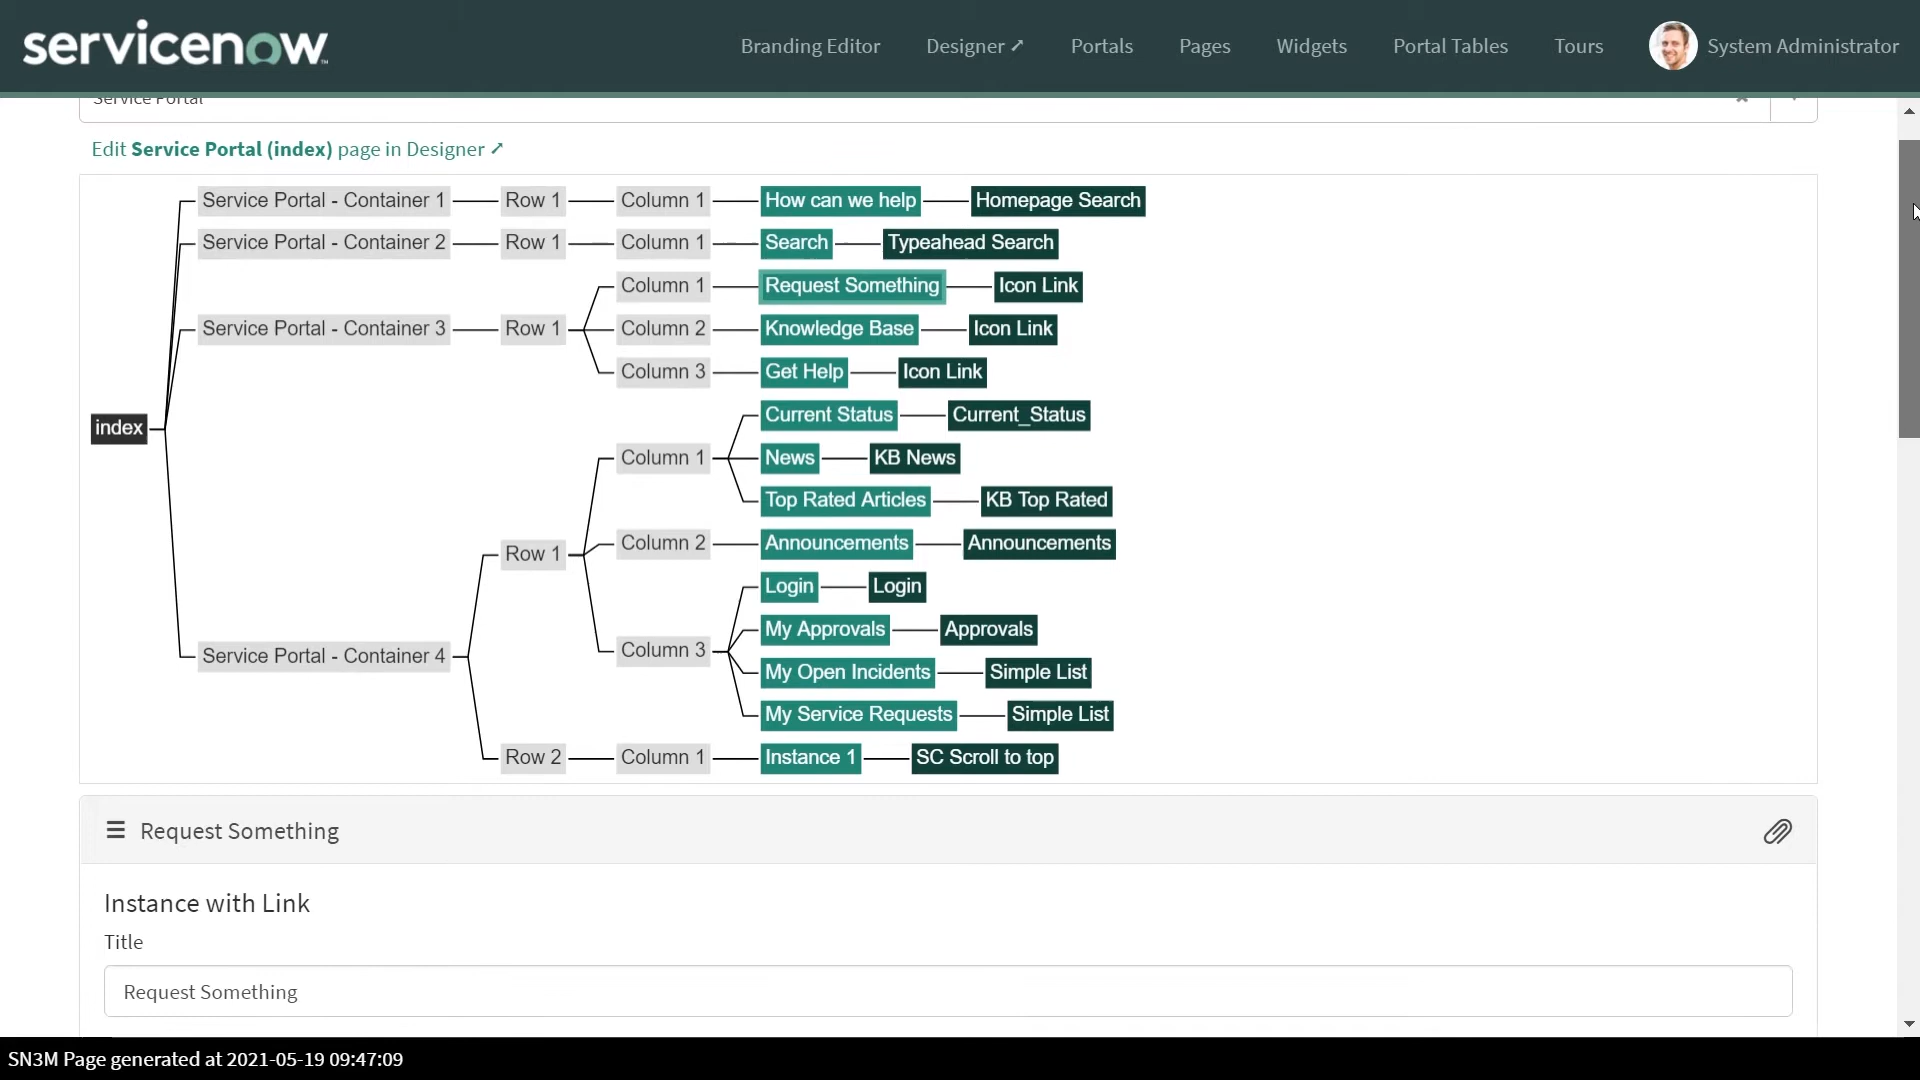 servicenow
Branding Editor Designer Portals Pages Widgets Portal Tables Tours System Administrator
Service Portal
Edit Service Portal (index) page in Designer
Service Portal - Container 1 Row 1 Column 1 How can we help Homepage Search
Service Portal - Container 2 Row 1 Column 1 Search Typeahead Search
Column 1 Request Something Icon Link
Service Portal - Container 3 Row 1 Column 2 Knowledge Base Icon Link
Column 3 Get Help Icon Link
Current Status Current_Status
index
Column 1 News KB News
Top Rated Articles KB Top Rated
Row 1 Column 2 Announcements Announcements
Login Login
My Approvals Approvals
Service Portal - Container 4 Column 3
My Open Incidents Simple List
My Service Requests Simple List
Row 2 Column 1 Instance 1 SC Scroll to top
Request Something
Instance with Link
Title
Request Something
SN3M Page generated at 2021-05-19 09:47:09